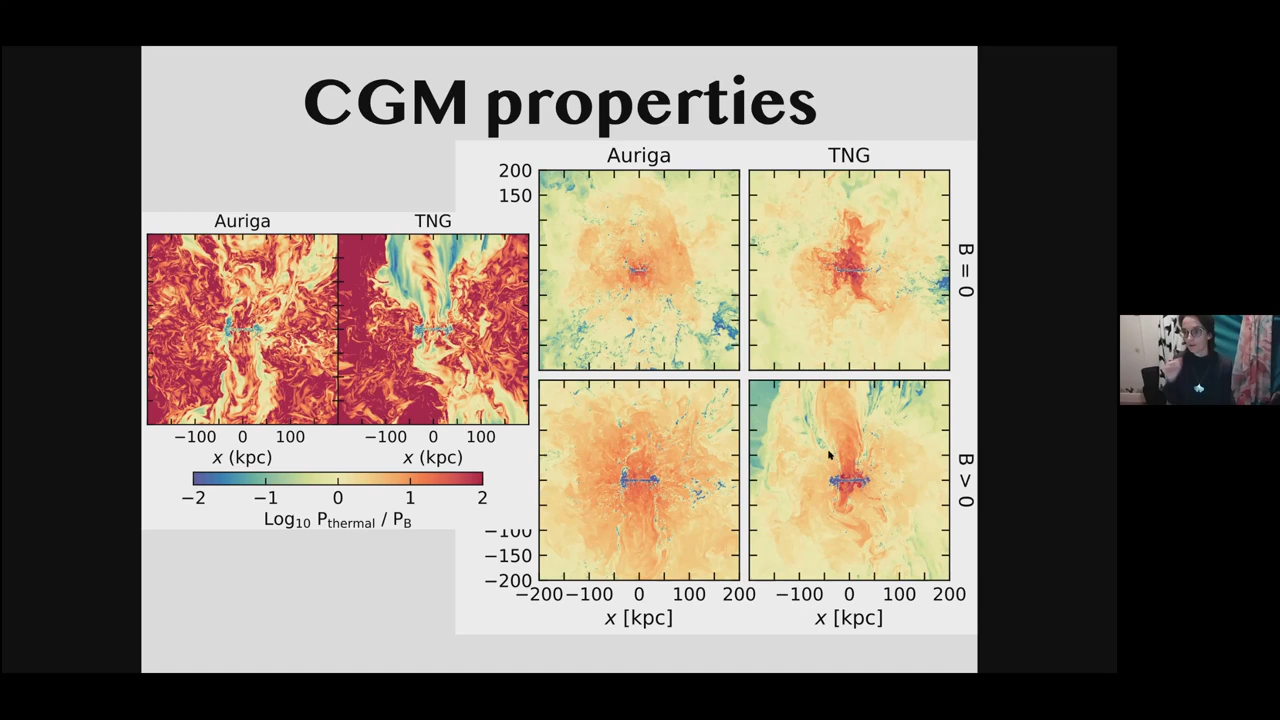 CGM properties
Auriga TNG
x (kpc) x (kpc)
−100 0 100 −100 0 100
−2 −1 0 1 2
Log₁₀ P_thermal / P_B
Auriga TNG
200
150
B = 0
B > 0
−100
−150
−200
−200 −100 0 100 200 −100 0 100 200
x [kpc] x [kpc]